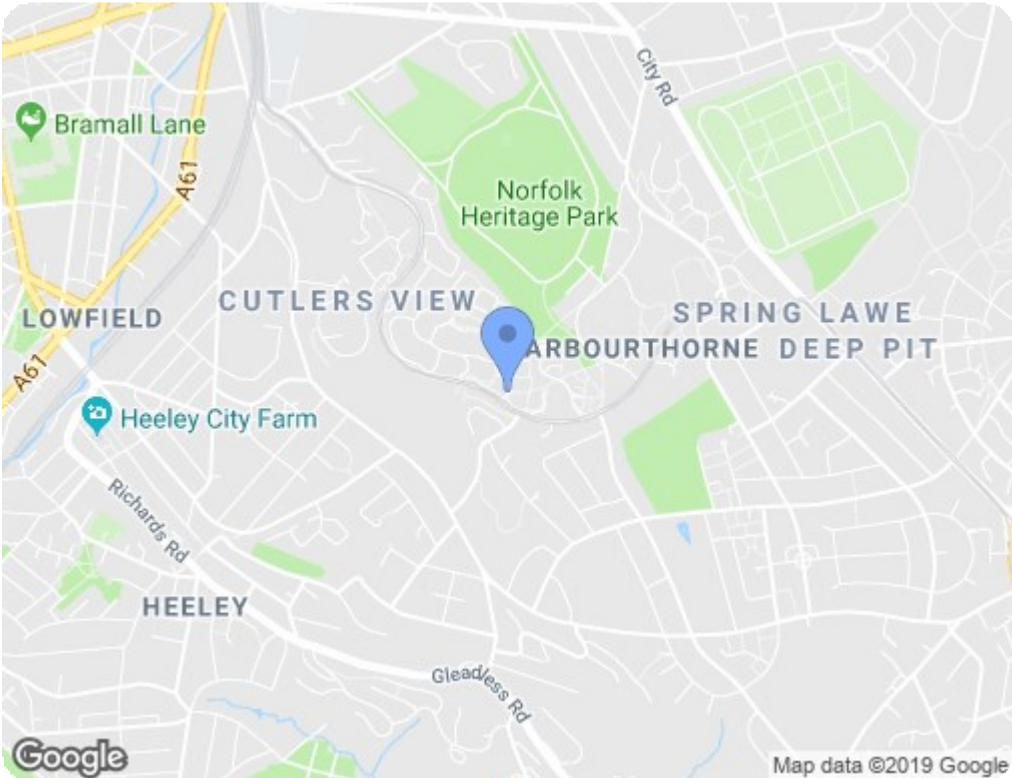 City Rd
Bramall Lane
A61
Norfolk
Heritage Park
CUTLERS VIEW
SPRING LAWE
LOWFIELD
ARBOURTHORNE
DEEP PIT
A61
Heeley City Farm
Richards Rd
HEELEY
Gleadless Rd
Google
Map data ©2019 Google